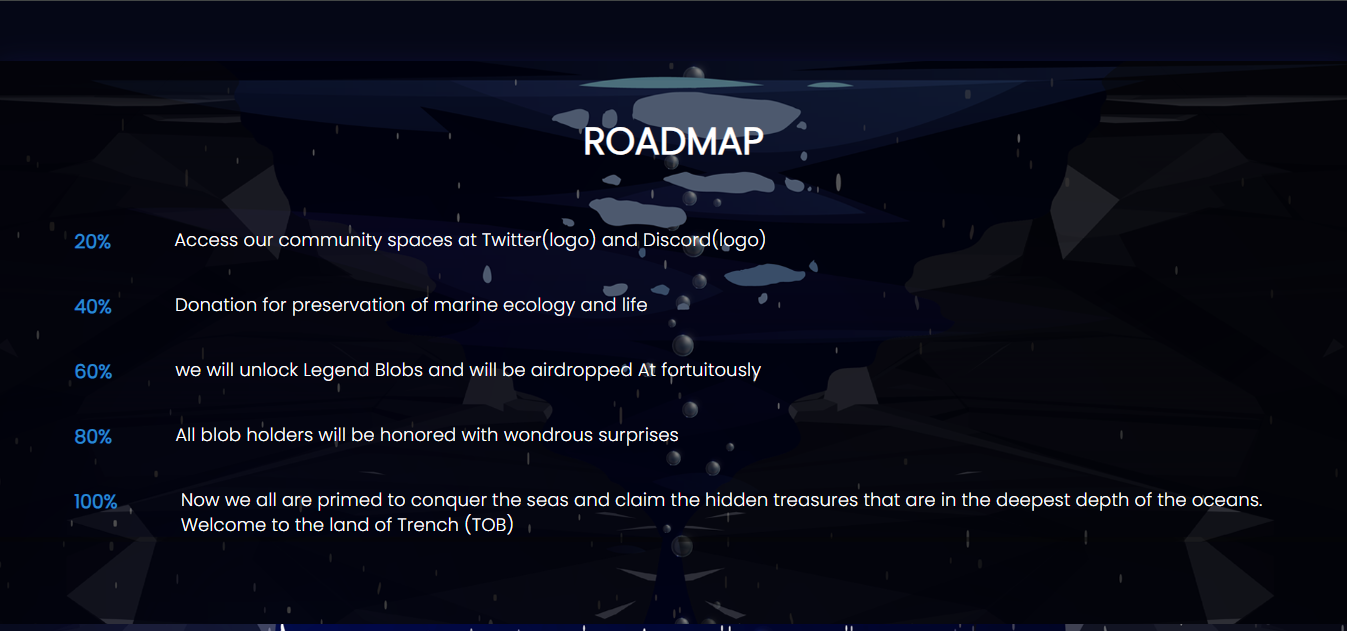 ROADMAP
20% Access our community spaces at Twitter(logo) and Discord(logo)
40% Donation for preservation of marine ecology and life
60% we will unlock Legend Blobs and will be airdropped At fortuitously
80% All blob holders will be honored with wondrous surprises
100% Now we all are primed to conquer the seas and claim the hidden treasures that are in the deepest depth of the oceans.
Welcome to the land of Trench (TOB)